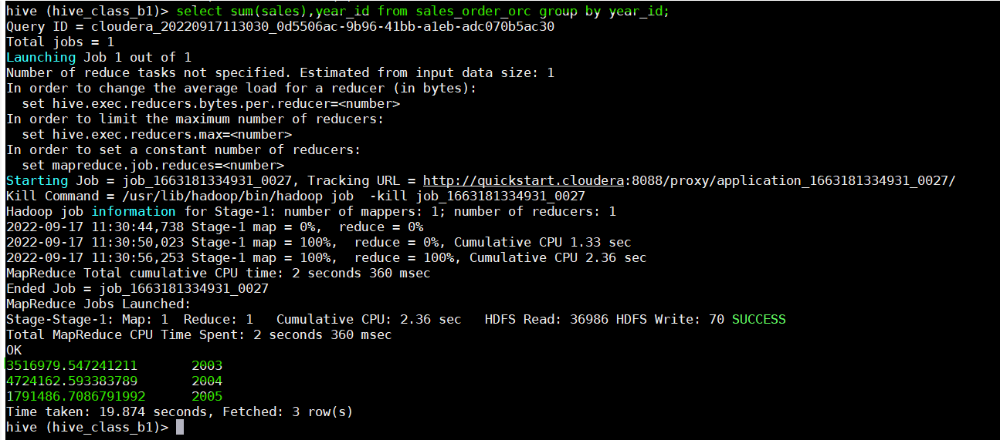 hive (hive_class_b1)> select sum(sales),year_id from sales_order_orc group by year_id;
Query ID = cloudera_20220917113030_0d5506ac-9b96-41bb-a1eb-adc070b5ac30
Total jobs = 1
Launching Job 1 out of 1
Number of reduce tasks not specified. Estimated from input data size: 1
In order to change the average load for a reducer (in bytes):
  set hive.exec.reducers.bytes.per.reducer=<number>
In order to limit the maximum number of reducers:
  set hive.exec.reducers.max=<number>
In order to set a constant number of reducers:
  set mapreduce.job.reduces=<number>
Starting Job = job_1663181334931_0027, Tracking URL = http://quickstart.cloudera:8088/proxy/application_1663181334931_0027/
Kill Command = /usr/lib/hadoop/bin/hadoop job  -kill job_1663181334931_0027
Hadoop job information for Stage-1: number of mappers: 1; number of reducers: 1
2022-09-17 11:30:44,738 Stage-1 map = 0%,  reduce = 0%
2022-09-17 11:30:50,023 Stage-1 map = 100%,  reduce = 0%, Cumulative CPU 1.33 sec
2022-09-17 11:30:56,253 Stage-1 map = 100%,  reduce = 100%, Cumulative CPU 2.36 sec
MapReduce Total cumulative CPU time: 2 seconds 360 msec
Ended Job = job_1663181334931_0027
MapReduce Jobs Launched:
Stage-Stage-1: Map: 1  Reduce: 1   Cumulative CPU: 2.36 sec   HDFS Read: 36986 HDFS Write: 70 SUCCESS
Total MapReduce CPU Time Spent: 2 seconds 360 msec
OK
3516979.547241211       2003
4724162.593383789       2004
1791486.7086791992      2005
Time taken: 19.874 seconds, Fetched: 3 row(s)
hive (hive_class_b1)>